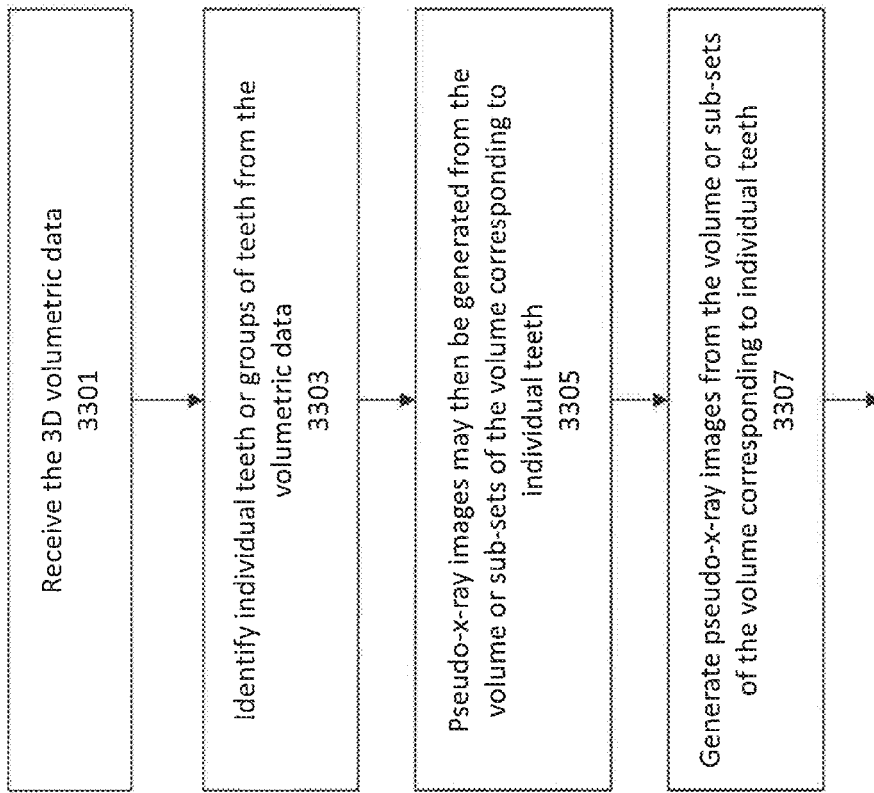 Receive the 3D volumetric data
3301
Identify individual teeth or groups of teeth from the
volumetric data
3303
Pseudo-x-ray images may then be generated from the
volume or sub-sets of the volume corresponding to
individual teeth
3305
Generate pseudo-x-ray images from the volume or sub-sets
of the volume corresponding to individual teeth
3307